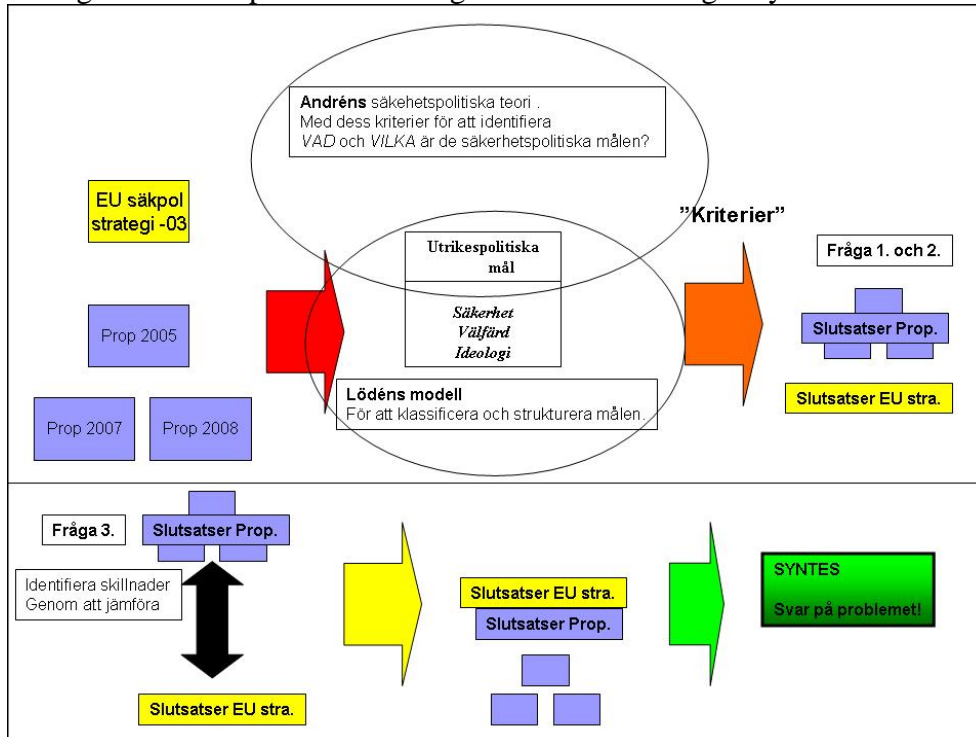 Andréns säkehetspolitiska teori .
Med dess kriterier för att identifiera
VAD och VILKA är de säkerhetspolitiska målen?
EU säkpol
strategi -03
Prop 2005
Prop 2007
Prop 2008
Utrikespolitiska
mål
Säkerhet
Välfärd
Ideologi
Lödéns modell
För att klassificera och strukturera målen.
”Kriterier”
Fråga 1. och 2.
Slutsatser Prop.
Slutsatser EU stra.
Fråga 3.
Slutsatser Prop.
Identifiera skillnader
Genom att jämföra
Slutsatser EU stra.
Slutsatser EU stra.
Slutsatser Prop.
SYNTES
Svar på problemet!